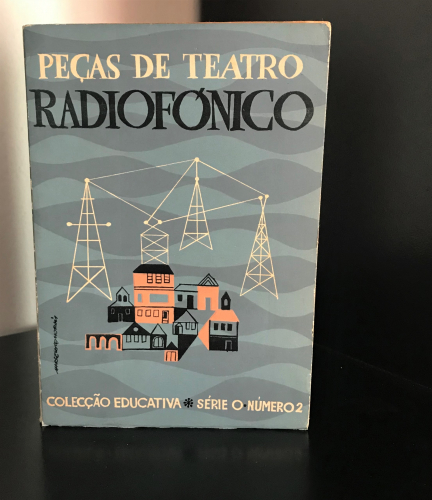 PEÇAS DE TEATRO
RADIOFÓNICO
COLECÇÃO EDUCATIVA * SÉRIE O · NÚMERO 2